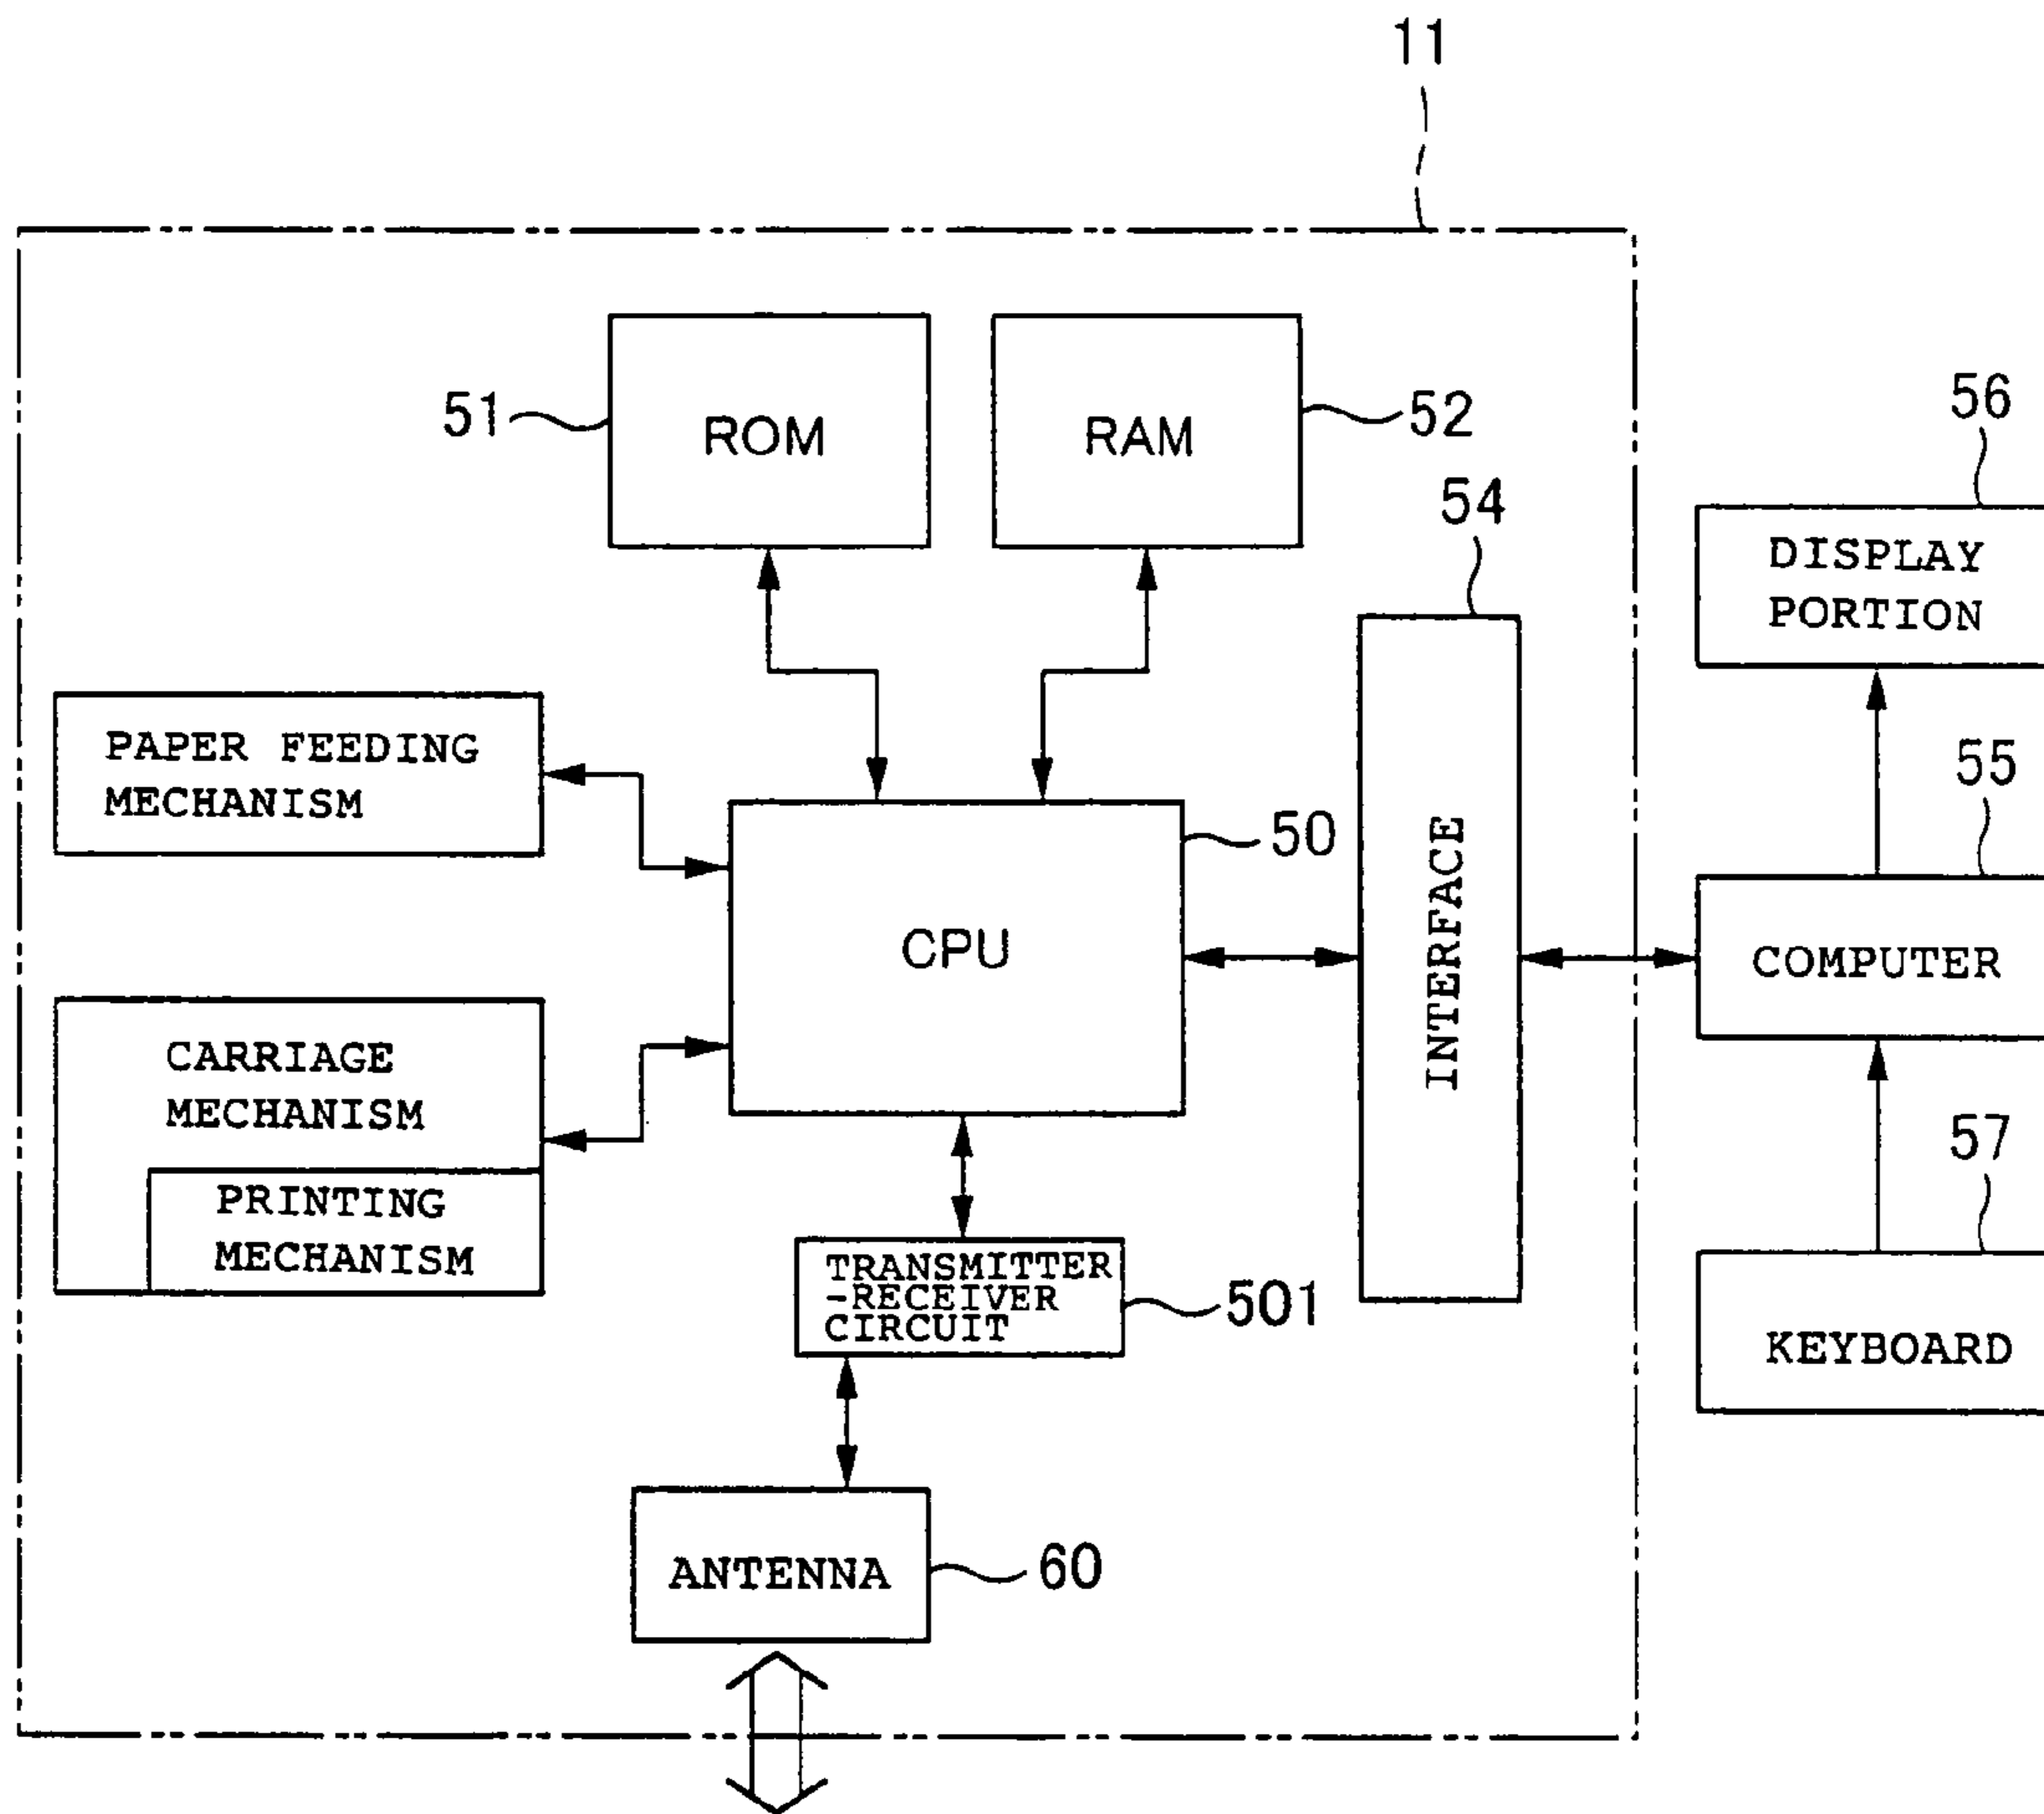 11
51
ROM
RAM
52
54
56
DISPLAY
PORTION
PAPER FEEDING
MECHANISM
50
CPU
INTERFACE
55
COMPUTER
CARRIAGE
MECHANISM
PRINTING
MECHANISM
TRANSMITTER
-RECEIVER
CIRCUIT
501
57
KEYBOARD
ANTENNA
60